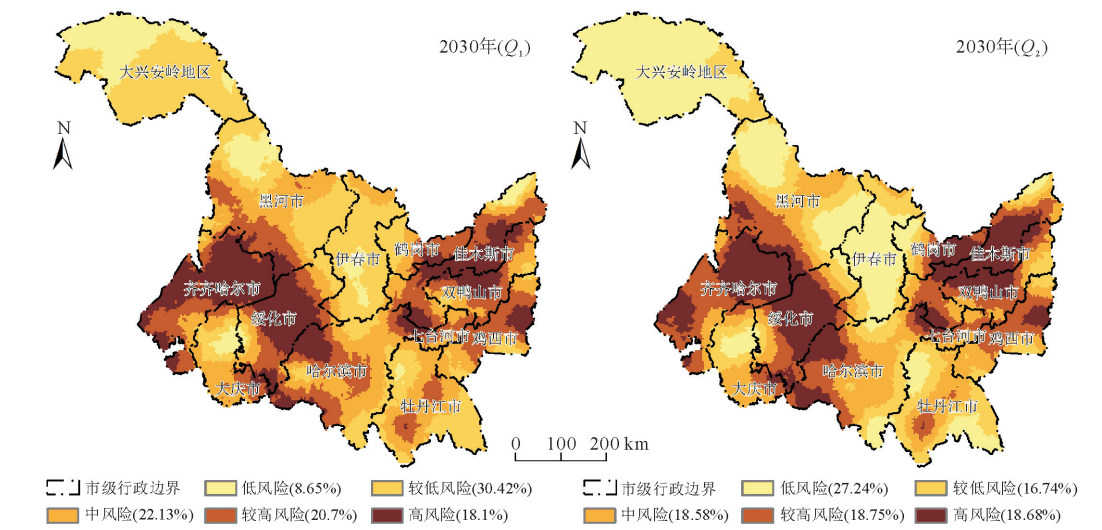 2030年(Q₁)
大兴安岭地区
N
黑河市
伊春市
鹤岗市
佳木斯市
齐齐哈尔市
双鸭山市
绥化市
七台河市
鸡西市
哈尔滨市
大庆市
牡丹江市
2030年(Q₂)
大兴安岭地区
N
黑河市
伊春市
鹤岗市
佳木斯市
齐齐哈尔市
双鸭山市
绥化市
七台河市
鸡西市
哈尔滨市
大庆市
牡丹江市
0 100 200 km
市级行政边界 低风险(8.65%) 较低风险(30.42%)
中风险(22.13%) 较高风险(20.7%) 高风险(18.1%)
市级行政边界 低风险(27.24%) 较低风险(16.74%)
中风险(18.58%) 较高风险(18.75%) 高风险(18.68%)